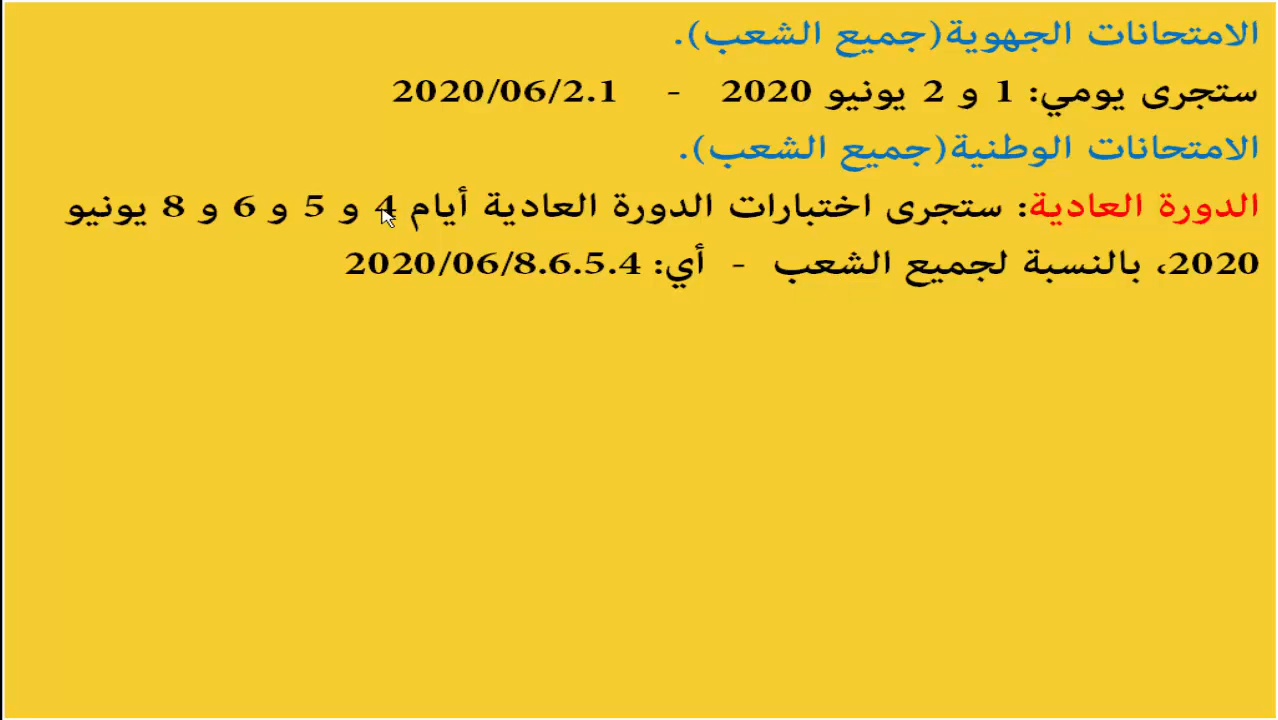 الامتحانات الجهوية(جميع الشعب).
ستجرى يومي: 1 و 2 يونيو 2020 - 2020/06/2.1
الامتحانات الوطنية(جميع الشعب).
الدورة العادية: ستجرى اختبارات الدورة العادية أيام 4 و 5 و 6 و 8 يونيو
2020، بالنسبة لجميع الشعب - أي: 2020/06/8.6.5.4